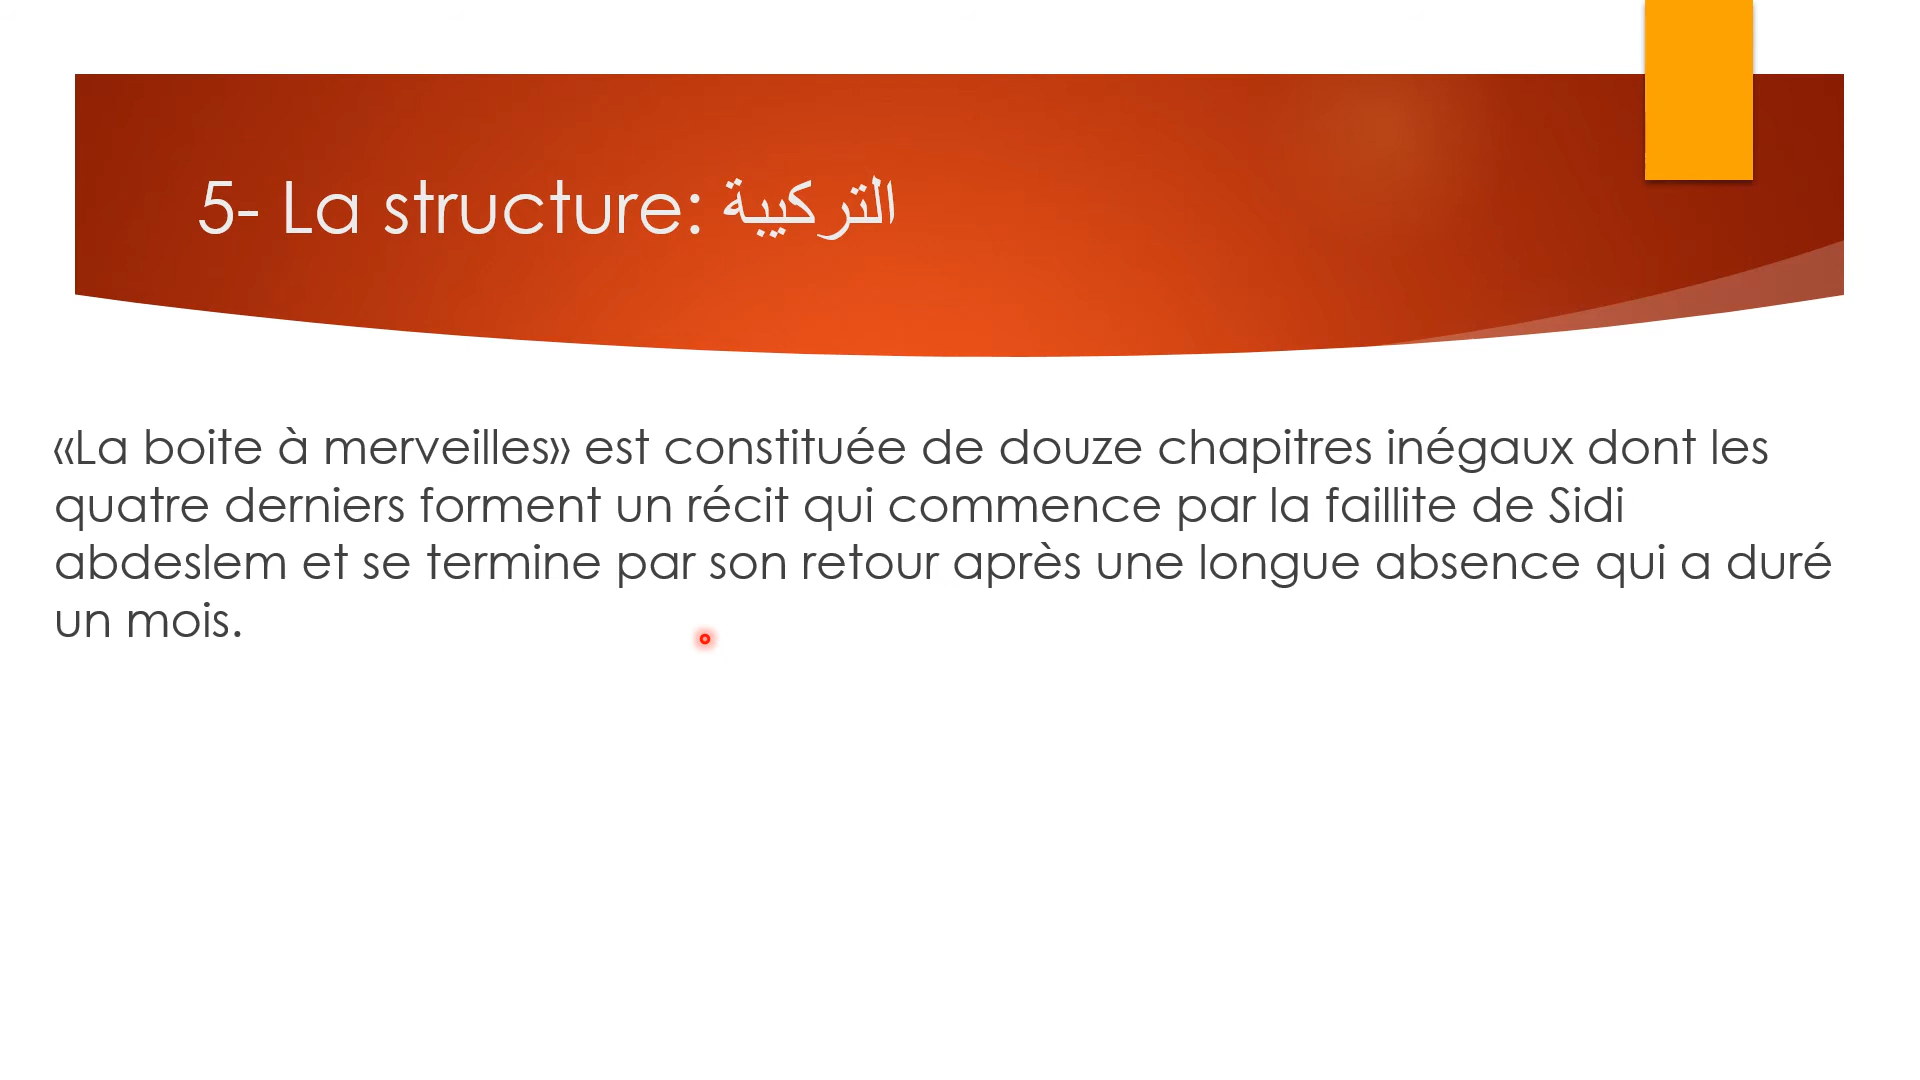 5- La structure: التركيبة
«La boite à merveilles» est constituée de douze chapitres inégaux dont les
quatre derniers forment un récit qui commence par la faillite de Sidi
abdeslem et se termine par son retour après une longue absence qui a duré
un mois.